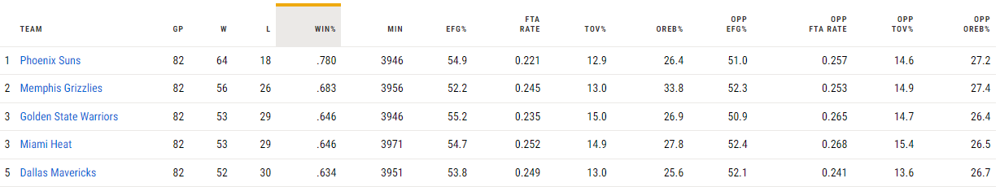 TEAM GP W L WIN% MIN EFG% FTA RATE TOV% OREB% OPP EFG% OPP FTA RATE OPP TOV% OPP OREB%
1 Phoenix Suns 82 64 18 .780 3946 54.9 0.221 12.9 26.4 51.0 0.257 14.6 27.2
2 Memphis Grizzlies 82 56 26 .683 3956 52.2 0.245 13.0 33.8 52.3 0.253 14.9 27.4
3 Golden State Warriors 82 53 29 .646 3946 55.2 0.235 15.0 26.9 50.9 0.265 14.7 26.4
3 Miami Heat 82 53 29 .646 3971 54.7 0.252 14.9 27.8 52.4 0.268 15.4 26.5
5 Dallas Mavericks 82 52 30 .634 3951 53.8 0.249 13.0 25.6 52.1 0.241 13.6 26.7